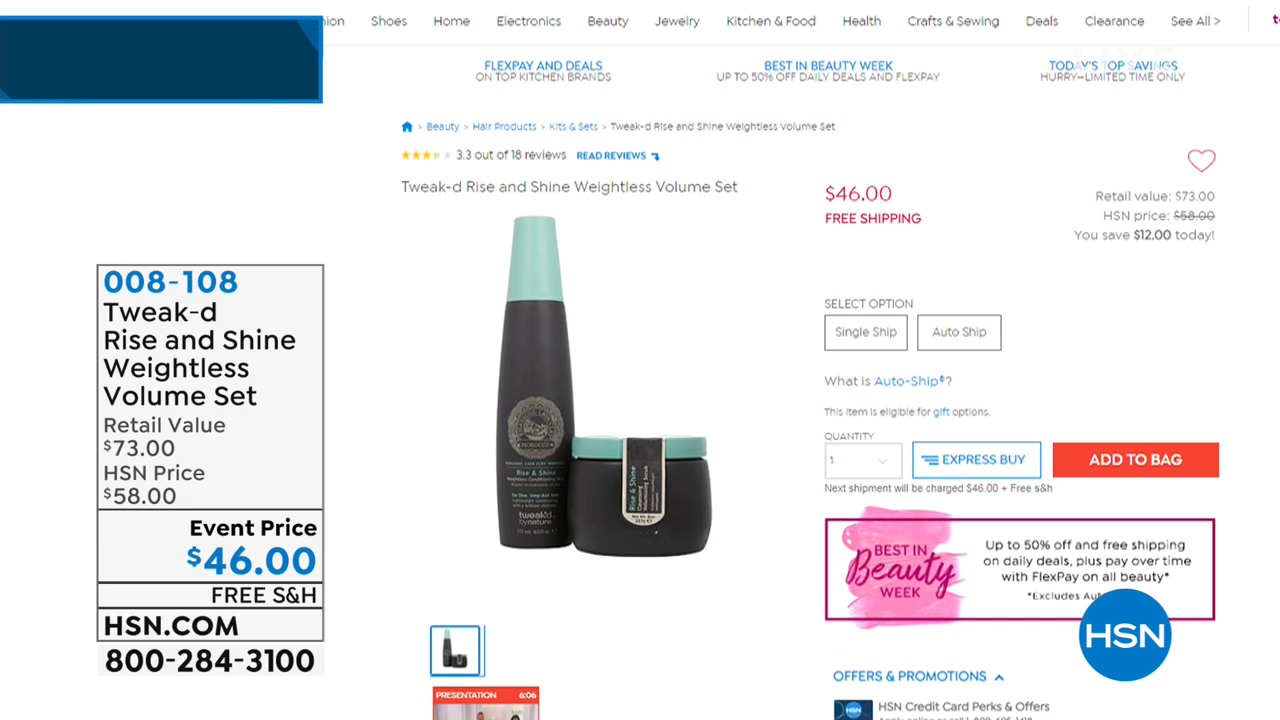 Shoes
Home
Electronics
Beauty
Jewelry
Kitchen & Food
Health
Crafts & Sewing
Deals
Clearance
See All >
FLEXPAY AND DEALS
ON TOP KITCHEN BRANDS
BEST IN BEAUTY WEEK
UP TO 50% OFF DAILY DEALS AND FLEXPAY
TODAY'S TOP SAVINGS
HURRY—LIMITED TIME ONLY
> Beauty > Hair Products > Kits & Sets > Tweak-d Rise and Shine Weightless Volume Set
3.3 out of 18 reviews READ REVIEWS
Tweak-d Rise and Shine Weightless Volume Set
$46.00
FREE SHIPPING
Retail value: $73.00
HSN price: $58.00
You save $12.00 today!
SELECT OPTION
Single Ship
Auto Ship
What is Auto-Ship®?
This item is eligible for gift options.
QUANTITY
1
EXPRESS BUY
ADD TO BAG
Next shipment will be charged $46.00 + Free s&h
BEST IN
Beauty
WEEK
Up to 50% off and free shipping
on daily deals, plus pay over time
with FlexPay on all beauty*
*Excludes
HSN
OFFERS & PROMOTIONS
HSN
HSN Credit Card Perks & Offers
008-108
Tweak-d
Rise and Shine
Weightless
Volume Set
Retail Value
$73.00
HSN Price
$58.00
Event Price
$46.00
FREE S&H
HSN.COM
800-284-3100
MOROCCO
Rise & Shine
tweak'd
bynature
Rise & Shine
PRESENTATION 6:06